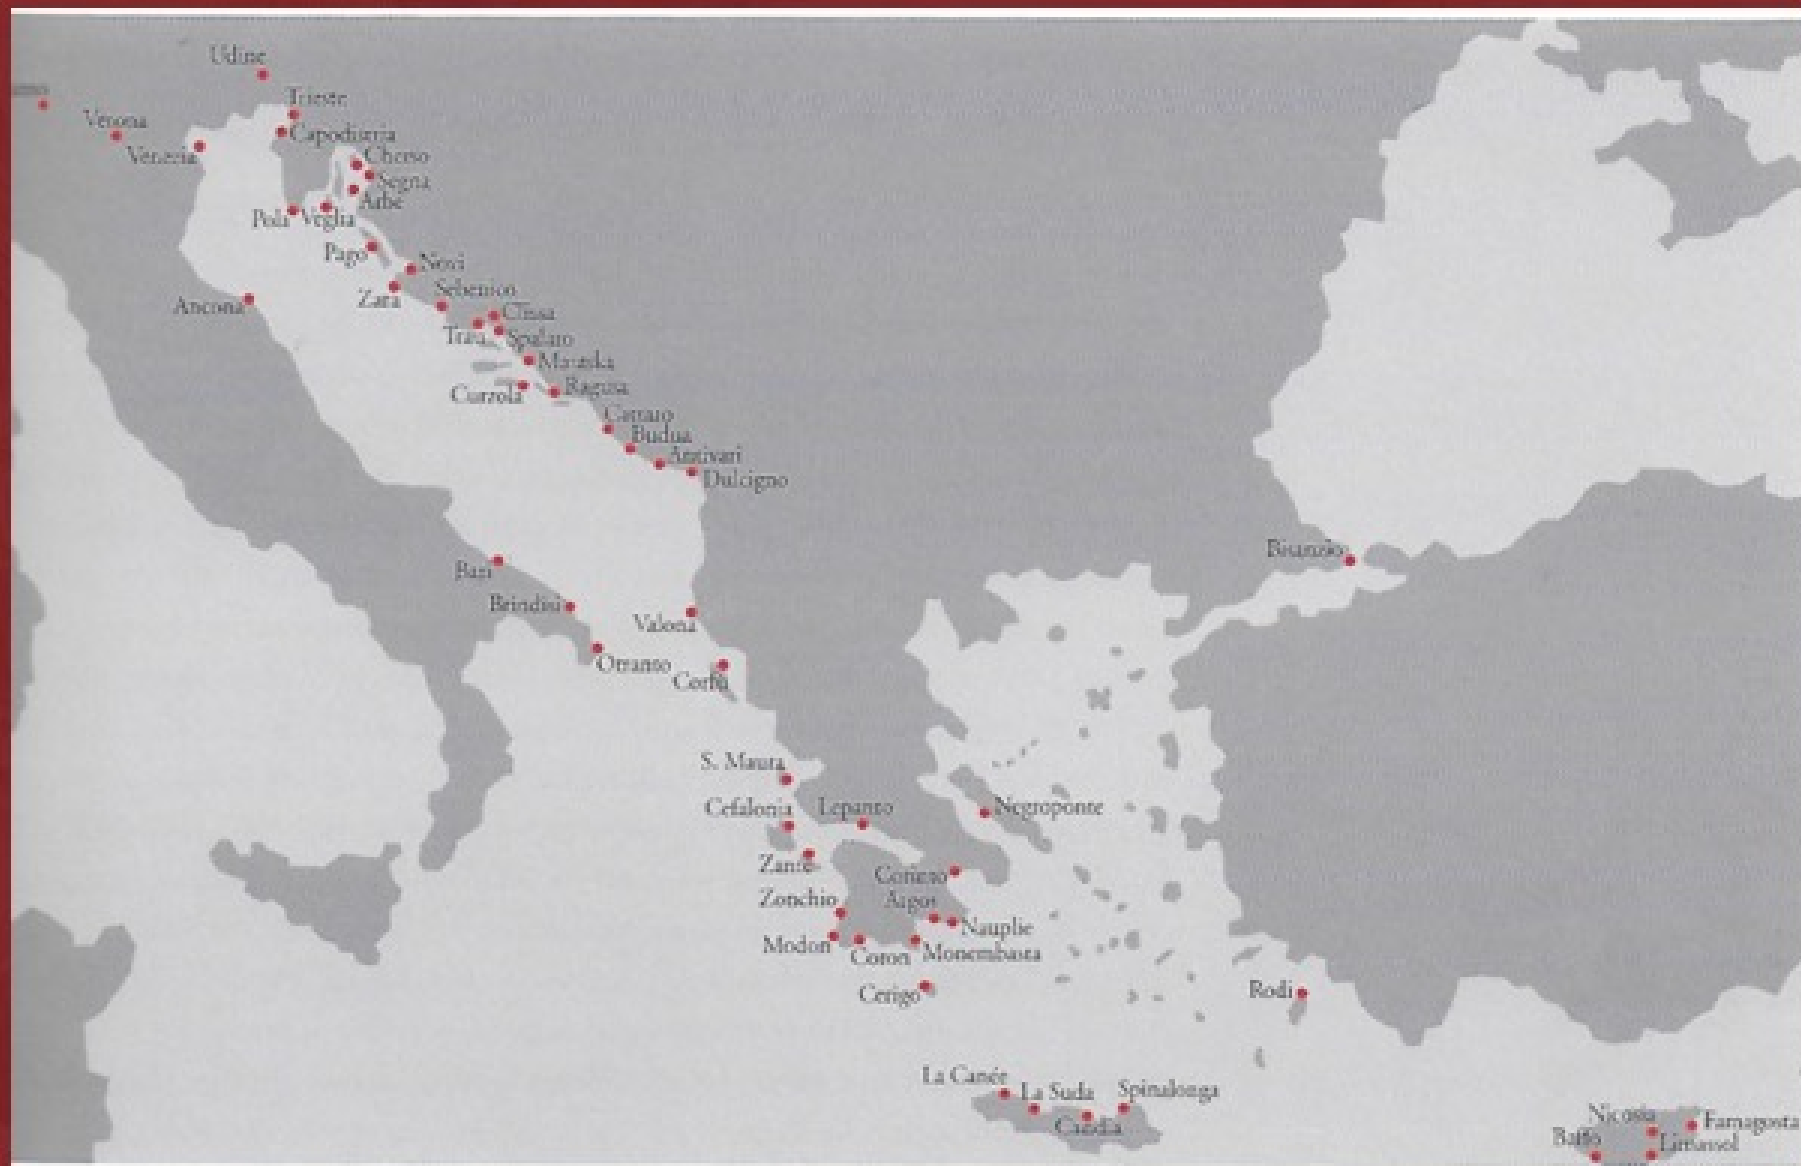 Udine
Trieste
Verona
Capodistria
Venezia
Cherso
Segna
Arbe
Pola
Veglia
Pago
Novi
Zara
Sebenico
Ancona
Clissa
Trau
Spalato
Curzola
Ragusa
Cattaro
Budua
Antivari
Dulcigno
Bisanzio
Bari
Brindisi
Valona
Otranto
Corfu
S. Maura
Cefalonia
Lepanto
Negroponte
Zante
Zonchio
Argos
Nauplie
Modon
Coron
Monembasia
Cerigo
Rodi
La Canée
La Suda
Spinalonga
Candia
Nicosia
Famagosta
Baffo
Limassol